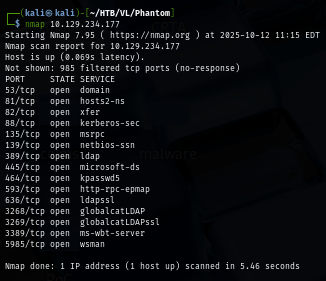 ┌──(kali㉿kali)-[~/HTB/VL/Phantom]
└─$ nmap 10.129.234.177
Starting Nmap 7.95 ( https://nmap.org ) at 2025-10-12 11:15 EDT
Nmap scan report for 10.129.234.177
Host is up (0.069s latency).
Not shown: 985 filtered tcp ports (no-response)
PORT     STATE SERVICE
53/tcp   open  domain
81/tcp   open  hosts2-ns
82/tcp   open  xfer
88/tcp   open  kerberos-sec
135/tcp  open  msrpc
139/tcp  open  netbios-ssn
389/tcp  open  ldap
445/tcp  open  microsoft-ds
464/tcp  open  kpasswd5
593/tcp  open  http-rpc-epmap
636/tcp  open  ldapssl
3268/tcp open  globalcatLDAP
3269/tcp open  globalcatLDAPssl
3389/tcp open  ms-wbt-server
5985/tcp open  wsman
Nmap done: 1 IP address (1 host up) scanned in 5.46 seconds